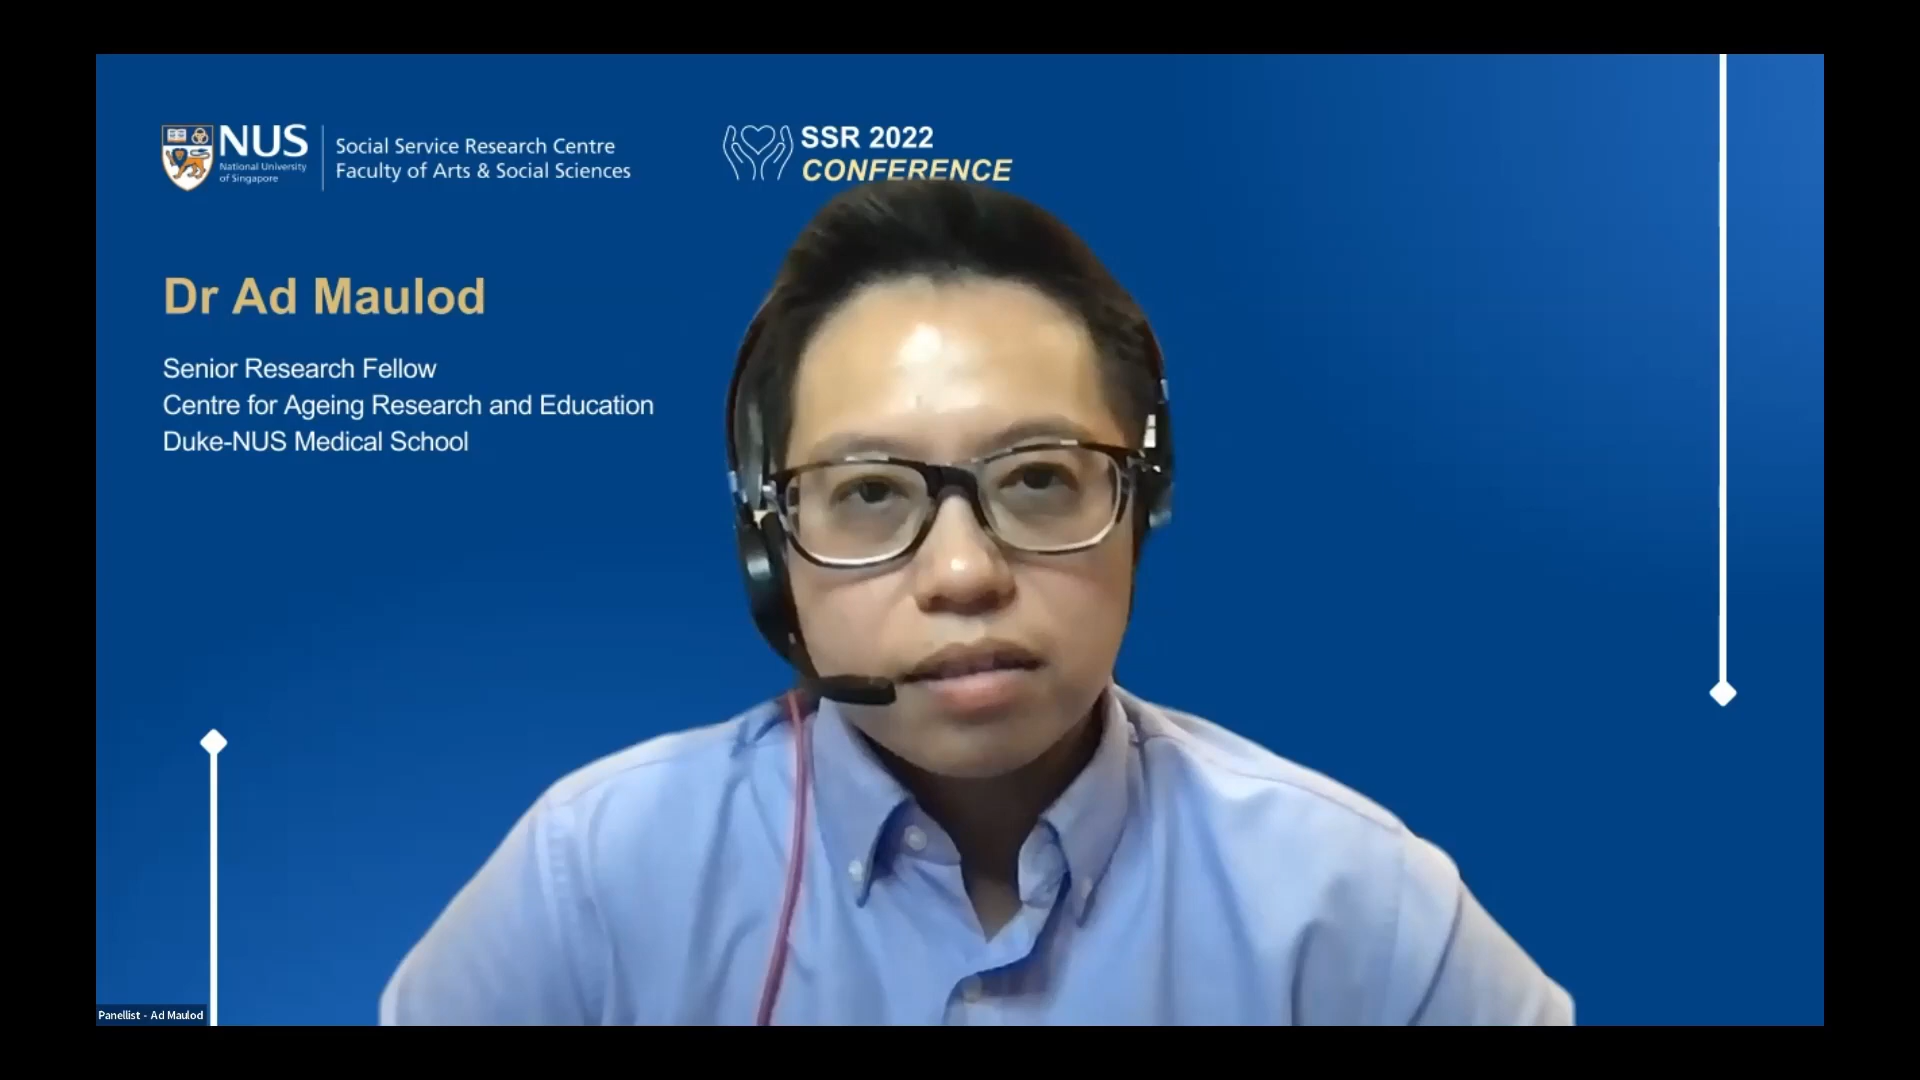 NUS
National University
of Singapore
Social Service Research Centre
Faculty of Arts & Social Sciences
SSR 2022
CONFERENCE
Dr Ad Maulod
Senior Research Fellow
Centre for Ageing Research and Education
Duke-NUS Medical School
Panellist - Ad Maulod